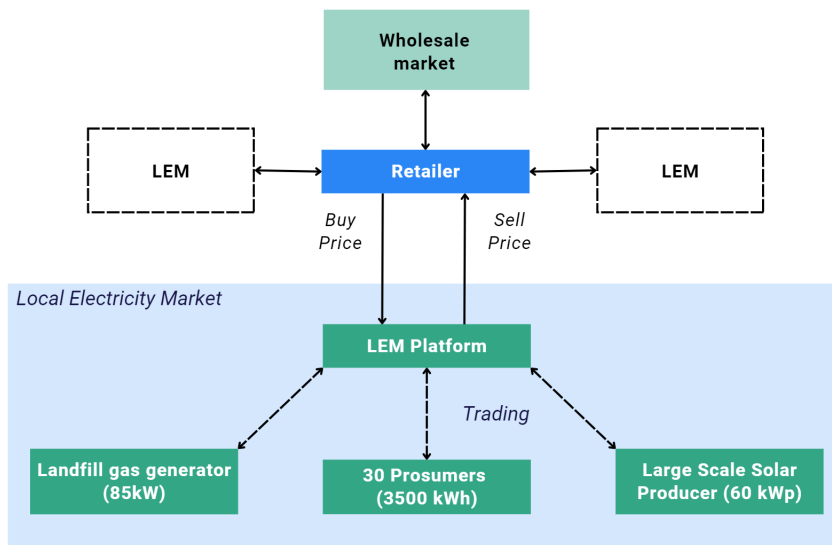 Wholesale
market
LEM
Retailer
LEM
Buy
Price
Sell
Price
Local Electricity Market
LEM Platform
Trading
Landfill gas generator
(85kW)
30 Prosumers
(3500 kWh)
Large Scale Solar
Producer (60 kWp)